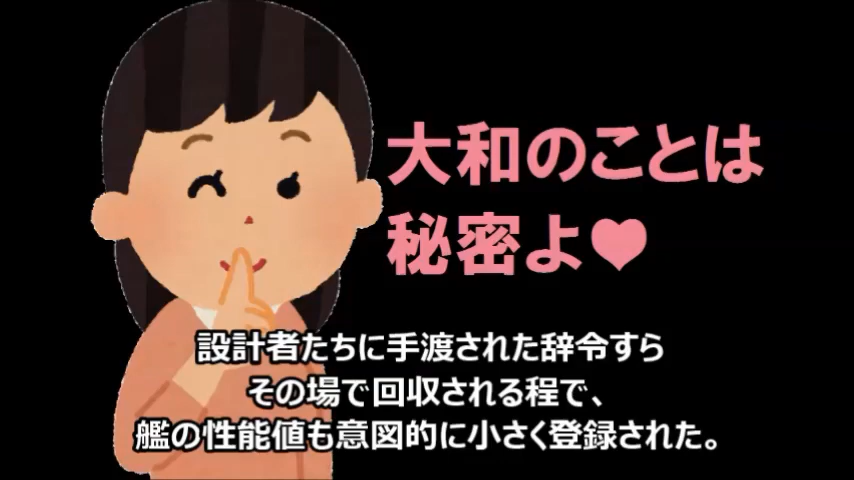 大和のことは
秘密よ♥
設計者たちに手渡された辞令すら
その場で回収される程で、
艦の性能値も意図的に小さく登録された。